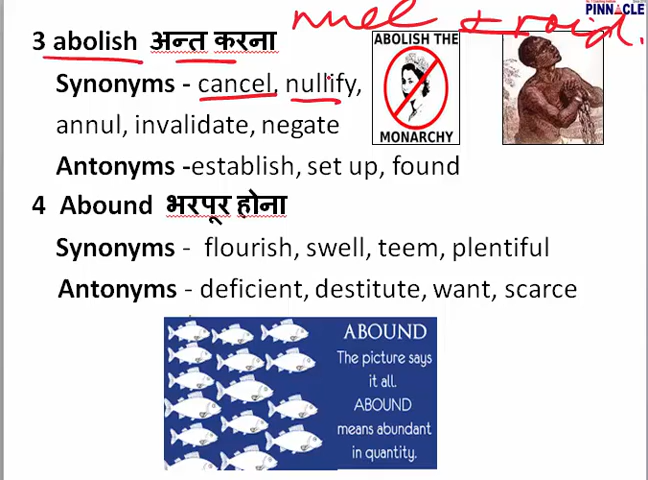 PINNACLE
null & void.
3 abolish अन्त करना
Synonyms - cancel, nullify,
annul, invalidate, negate
Antonyms -establish, set up, found
ABOLISH THE
MONARCHY
4 Abound भरपूर होना
Synonyms - flourish, swell, teem, plentiful
Antonyms - deficient, destitute, want, scarce
ABOUND
The picture says
it all.
ABOUND
means abundant
in quantity.